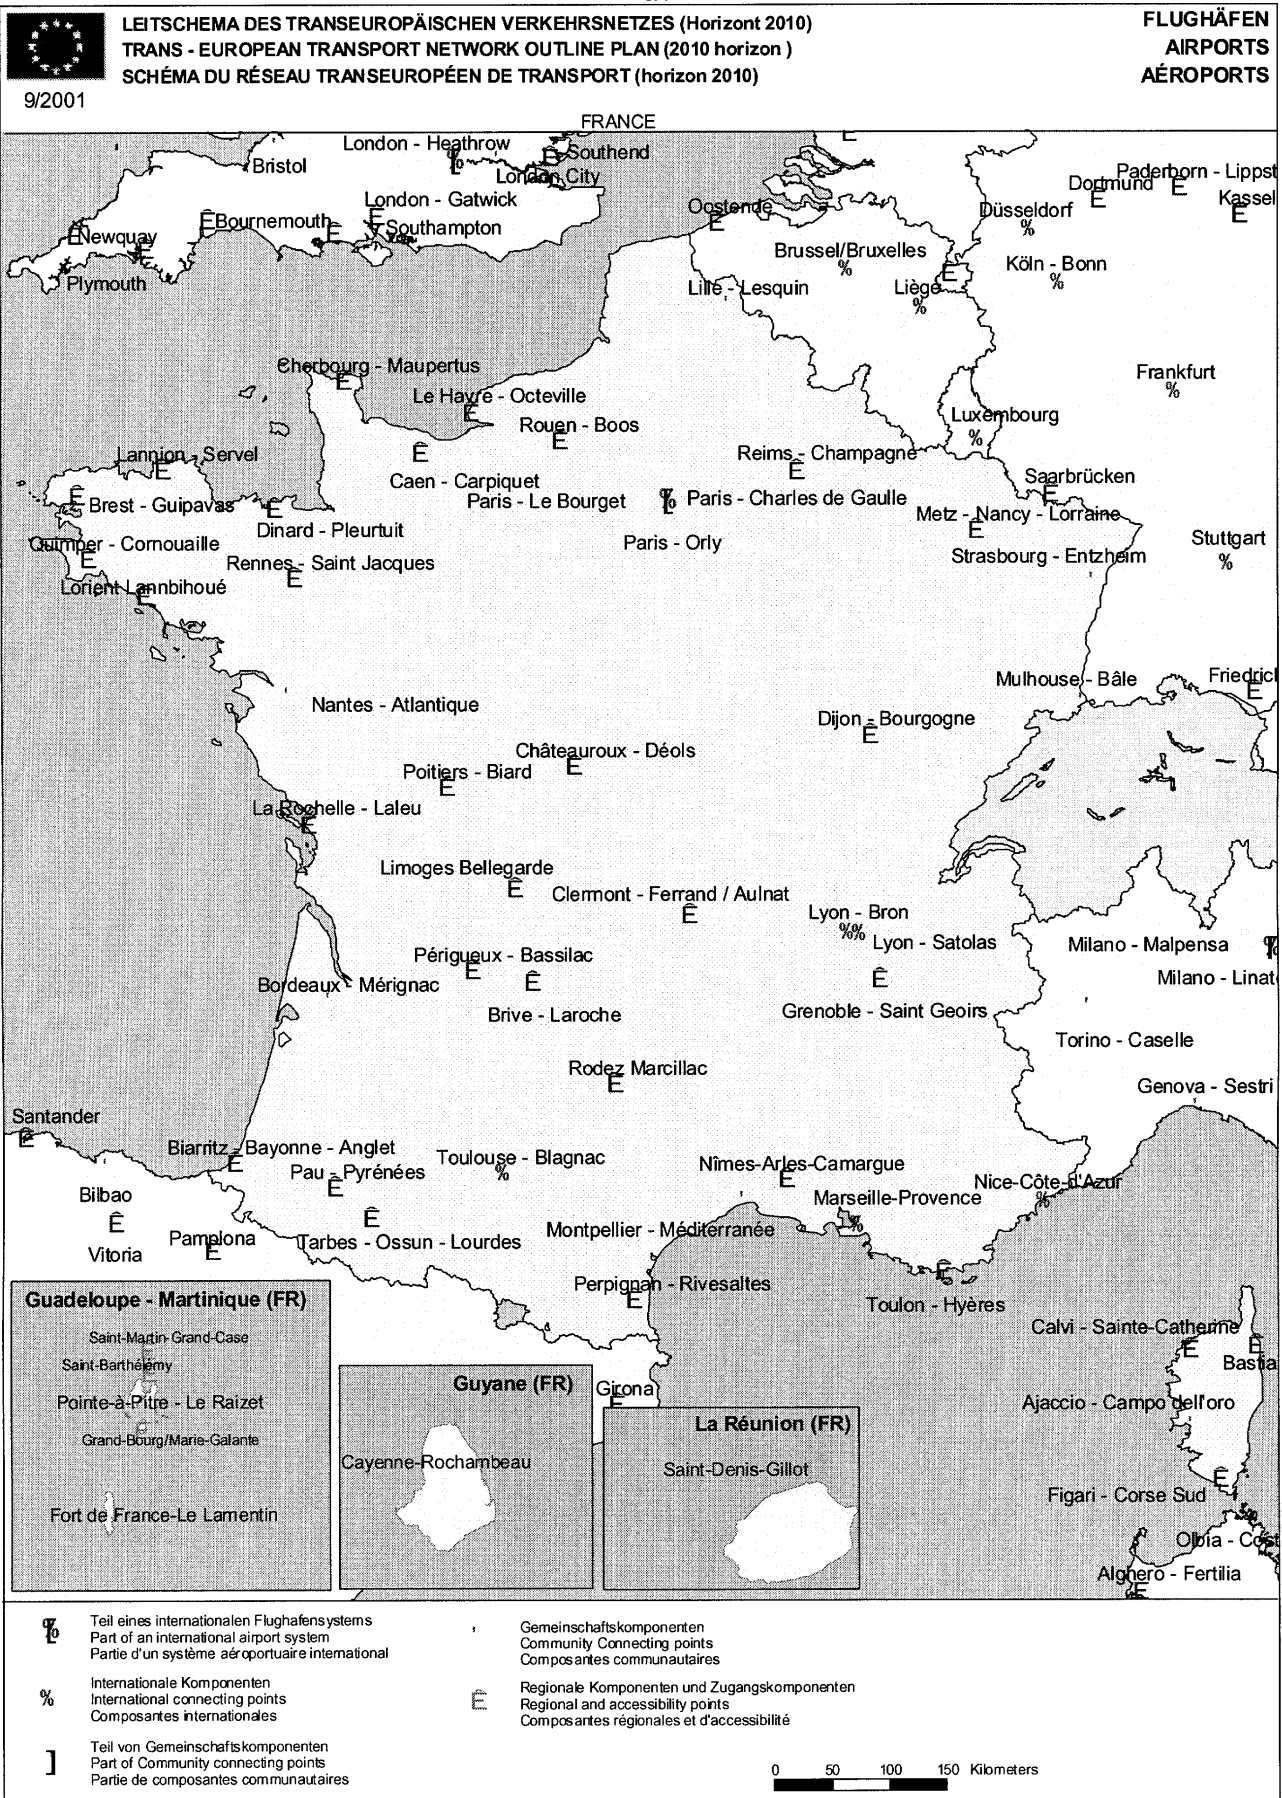 LEITSCHEMA DES TRANSEUROPÄISCHEN VERKEHRSNETZES (Horizont 2010)
TRANS - EUROPEAN TRANSPORT NETWORK OUTLINE PLAN (2010 horizon )
SCHÉMA DU RÉSEAU TRANSEUROPÉEN DE TRANSPORT (horizon 2010)
FLUGHÄFEN
AIRPORTS
AÉROPORTS
9/2001
FRANCE
London - Heathrow
Southend
Bristol
London City
Paderborn - Lippst
Dortmund
Kassel
London - Gatwick
Oostende
Düsseldorf
Bournemouth
Southampton
Newquay
Brussel/Bruxelles
Köln - Bonn
Plymouth
Lille - Lesquin
Liège
Cherbourg - Maupertus
Frankfurt
Le Havre - Octeville
Luxembourg
Rouen - Boos
Lannion - Servel
Reims - Champagne
Caen - Carpiquet
Saarbrücken
Brest - Guipavas
Paris - Le Bourget
Paris - Charles de Gaulle
Metz - Nancy - Lorraine
Dinard - Pleurtuit
Quimper - Cornouaille
Paris - Orly
Stuttgart
Rennes - Saint Jacques
Strasbourg - Entzheim
Lorient Lannbihoué
Mulhouse - Bâle
Friedrich
Nantes - Atlantique
Dijon - Bourgogne
Châteauroux - Déols
Poitiers - Biard
La Rochelle - Laleu
Limoges Bellegarde
Clermont - Ferrand / Aulnat
Lyon - Bron
Lyon - Satolas
Milano - Malpensa
Périgueux - Bassilac
Milano - Linat
Bordeaux - Mérignac
Brive - Laroche
Grenoble - Saint Geoirs
Torino - Caselle
Rodez Marcillac
Genova - Sestri
Santander
Biarritz - Bayonne - Anglet
Toulouse - Blagnac
Nîmes-Arles-Camargue
Pau - Pyrénées
Nice-Côte-d'Azur
Bilbao
Marseille-Provence
Montpellier - Méditerranée
Pamplona
Tarbes - Ossun - Lourdes
Vitoria
Perpignan - Rivesaltes
Toulon - Hyères
Guadeloupe - Martinique (FR)
Calvi - Sainte-Catherine
Saint-Martin-Grand-Case
Bastia
Saint-Barthélémy
Guyane (FR)
Girona
Pointe-à-Pitre - Le Raizet
Ajaccio - Campo dell'oro
La Réunion (FR)
Grand-Bourg/Marie-Galante
Cayenne-Rochambeau
Saint-Denis-Gillot
Figari - Corse Sud
Fort de France-Le Lamentin
Olbia - Cost
Alghero - Fertilia
Teil eines internationalen Flughafensystems
Part of an international airport system
Partie d'un système aéroportuaire international
Internationale Komponenten
International connecting points
Composantes internationales
Teil von Gemeinschaftskomponenten
Part of Community connecting points
Partie de composantes communautaires
Gemeinschaftskomponenten
Community Connecting points
Composantes communautaires
Regionale Komponenten und Zugangskomponenten
Regional and accessibility points
Composantes régionales et d'accessibilité
0 50 100 150 Kilometers